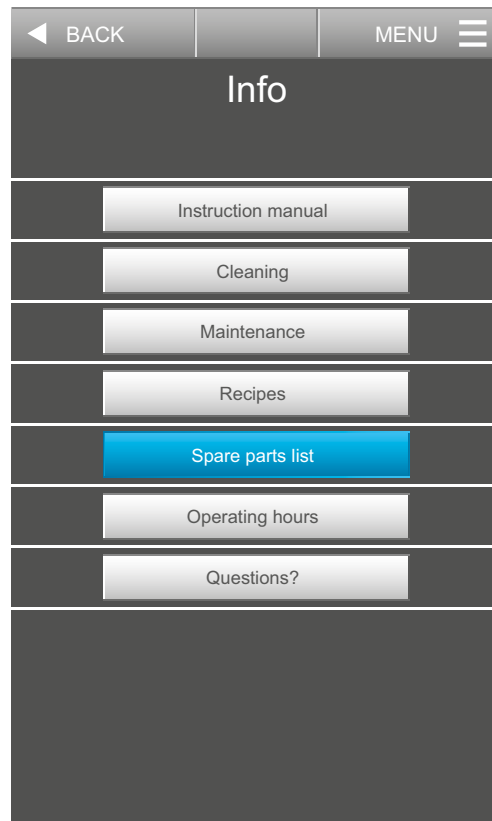 BACK
MENU
Info
Instruction manual
Cleaning
Maintenance
Recipes
Spare parts list
Operating hours
Questions?